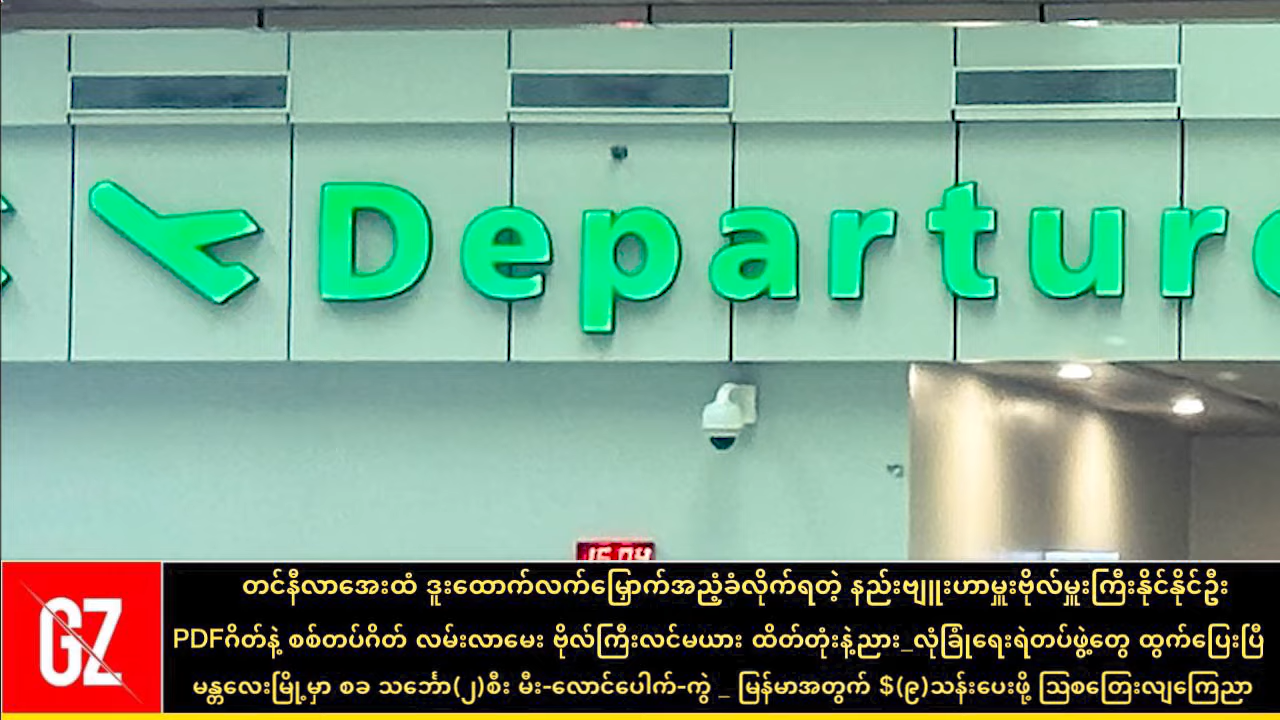 Departure
15:04
GZ
တင်နီလာအေးထံ ဒူးထောက်လက်မြှောက်အညံ့ခံလိုက်ရတဲ့ နည်းဗျူးဟာမှူးဗိုလ်မှူးကြီးနိုင်နိုင်ဦး
PDFဂိတ်နဲ့ စစ်တပ်ဂိတ် လမ်းလာမေး ဗိုလ်ကြီးလင်မယား ထိတ်တုံးနဲ့ညား_လုံခြုံရေးရဲတပ်ဖွဲ့တွေ ထွက်ပြေးပြီ
မန္တလေးမြို့မှာ စခ သင်္ဘော(၂)စီး မီး-လောင်ပေါက်-ကွဲ _ မြန်မာအတွက် $(၉)သန်းပေးဖို့ သြစတြေးလျကြေညာ